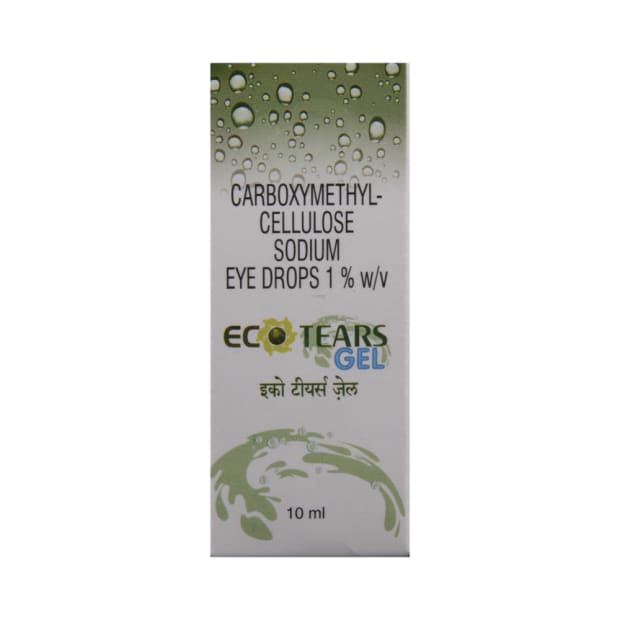 CARBOXYMETHYL-
CELLULOSE
SODIUM
EYE DROPS 1 % w/v
ECOTEARS
GEL
इको टीयर्स ज़ेल
10 ml